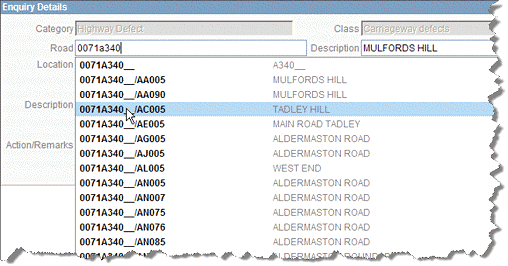 Enquiry Details
Category Highway Defect Class Carriageway defects
Road 0071a340 Description MULFORDS HILL
Location 0071A340__ A340__
0071A340__/AA005 MULFORDS HILL
Description 0071A340__/AA090 MULFORDS HILL
0071A340__/AC005 TADLEY HILL
0071A340__/AE005 MAIN ROAD TADLEY
Action/Remarks 0071A340__/AG005 ALDERMASTON ROAD
0071A340__/AJ005 ALDERMASTON ROAD
0071A340__/AL005 WEST END
0071A340__/AN005 ALDERMASTON ROAD
0071A340__/AN007 ALDERMASTON ROAD
0071A340__/AN075 ALDERMASTON ROAD
0071A340__/AN076 ALDERMASTON ROAD
0071A340__/AN085 ALDERMASTON ROAD